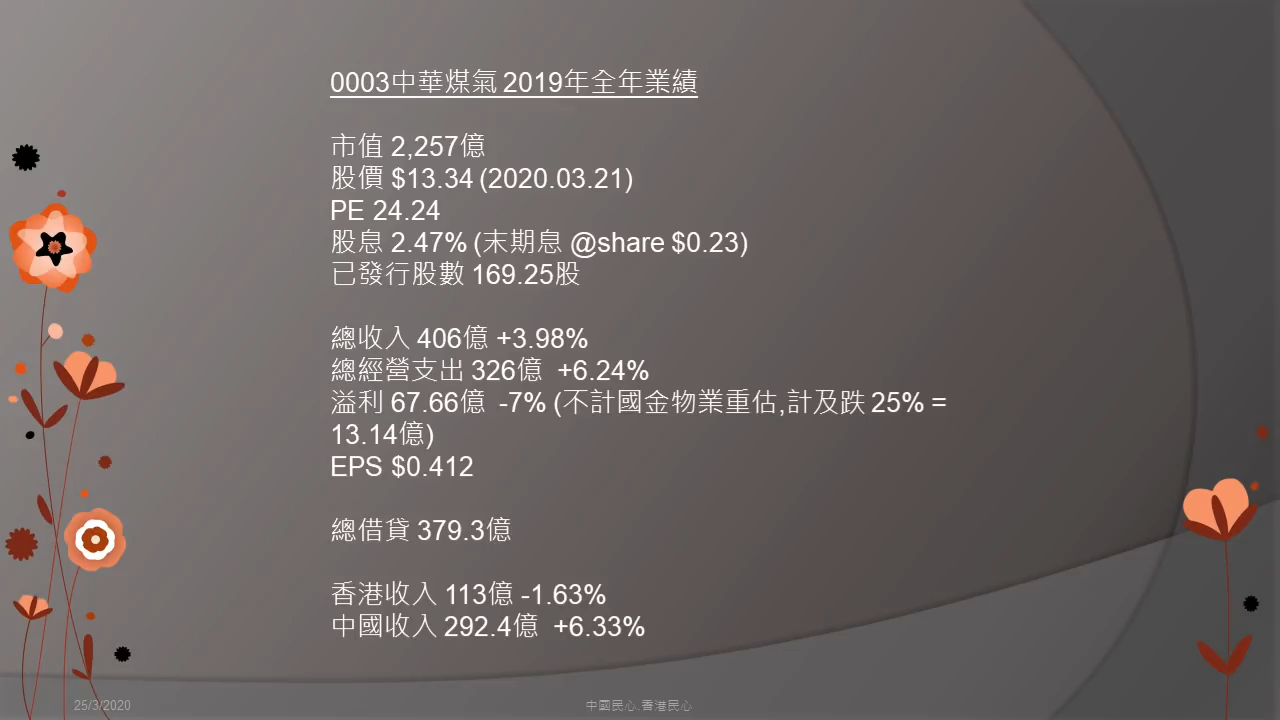 0003中華煤氣 2019年全年業績
市值 2,257億
股價 $13.34 (2020.03.21)
PE 24.24
股息 2.47% (末期息 @share $0.23)
已發行股數 169.25股
總收入 406億 +3.98%
總經營支出 326億  +6.24%
溢利 67.66億  -7% (不計國金物業重估,計及跌 25% =
13.14億)
EPS $0.412
總借貸 379.3億
香港收入 113億 -1.63%
中國收入 292.4億  +6.33%
25/3/2020
中國民心,香港民心